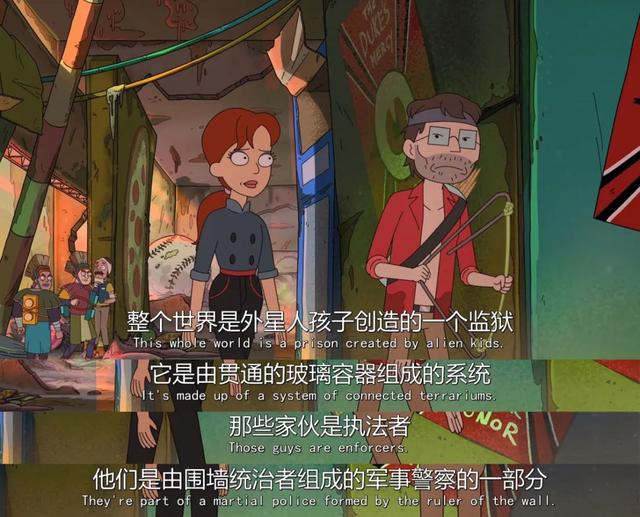 THE
DUKE'S
MERCY
整个世界是外星人孩子创造的一个监狱
This whole world is a prison created by alien kids.
它是由贯通的玻璃容器组成的系统
It's made up of a system of connected terrariums.
那些家伙是执法者
Those guys are enforcers.
HONOR
他们是由围墙统治者组成的军事警察的一部分
They're part of a martial police formed by the ruler of the wall.